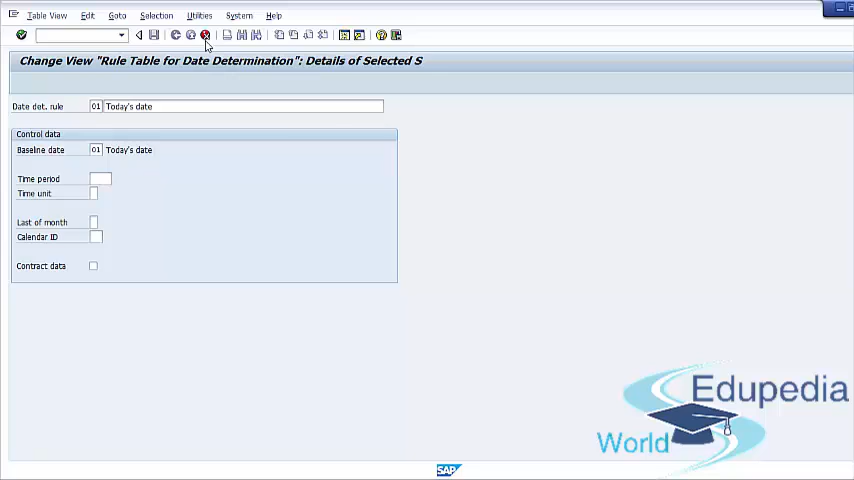 Table View Edit Goto Selection Utilities System Help
Change View "Rule Table for Date Determination": Details of Selected S
Date det. rule 01 Today's date
Control data
Baseline date 01 Today's date
Time period
Time unit
Last of month
Calendar ID
Contract data
Edupedia
World
SAP